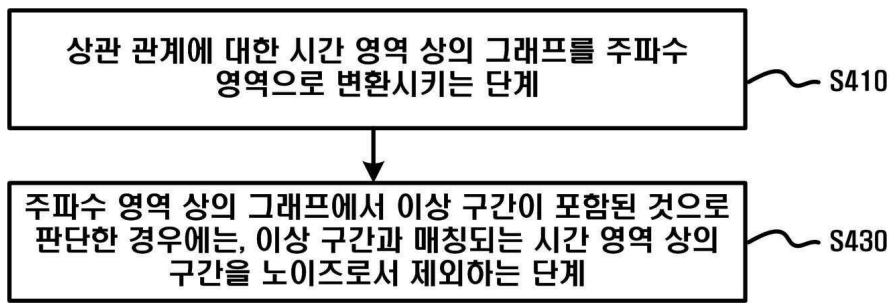 상관 관계에 대한 시간 영역 상의 그래프를 주파수
영역으로 변환시키는 단계
S410
주파수 영역 상의 그래프에서 이상 구간이 포함된 것으로
판단한 경우에는, 이상 구간과 매칭되는 시간 영역 상의
구간을 노이즈로서 제외하는 단계
S430